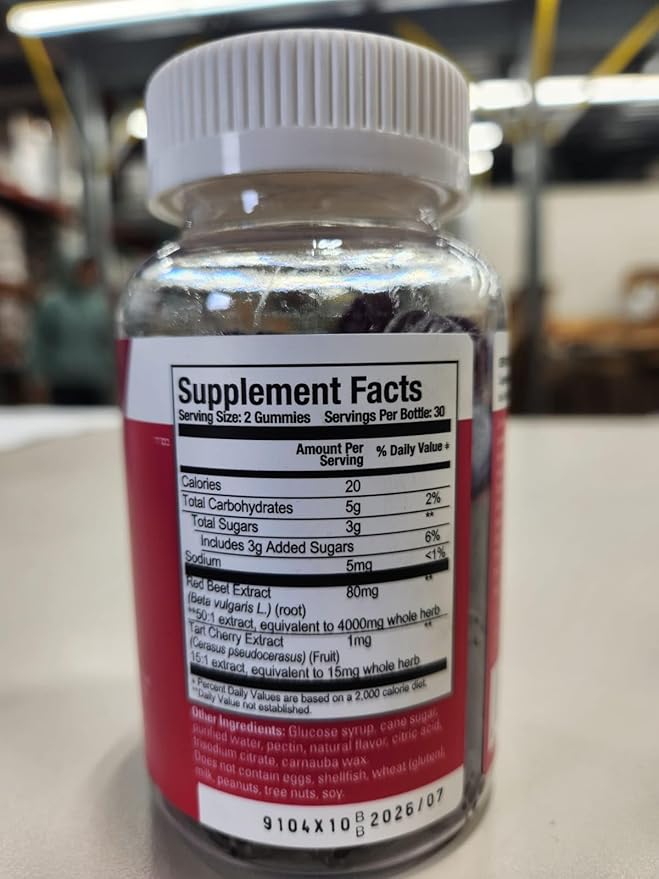 Supplement Facts
Serving Size: 2 Gummies Servings Per Bottle: 30
Amount Per Serving % Daily Value *
Calories 20
Total Carbohydrates 5g 2%
Total Sugars 3g **
Includes 3g Added Sugars 6%
Sodium 5mg <1%
Red Beet Extract 80mg **
(Beta vulgaris L.) (root)
**50:1 extract, equivalent to 4000mg whole herb
Tart Cherry Extract 1mg **
(Cerasus pseudocerasus) (Fruit)
15:1 extract, equivalent to 15mg whole herb
* Percent Daily Values are based on a 2,000 calorie diet.
**Daily Value not established.
Other Ingredients: Glucose syrup, cane sugar,
purified water, pectin, natural flavor, citric acid,
trisodium citrate, carnauba wax.
Does not contain eggs, shellfish, wheat (gluten),
milk, peanuts, tree nuts, soy.
9104X10 B B 2026/07